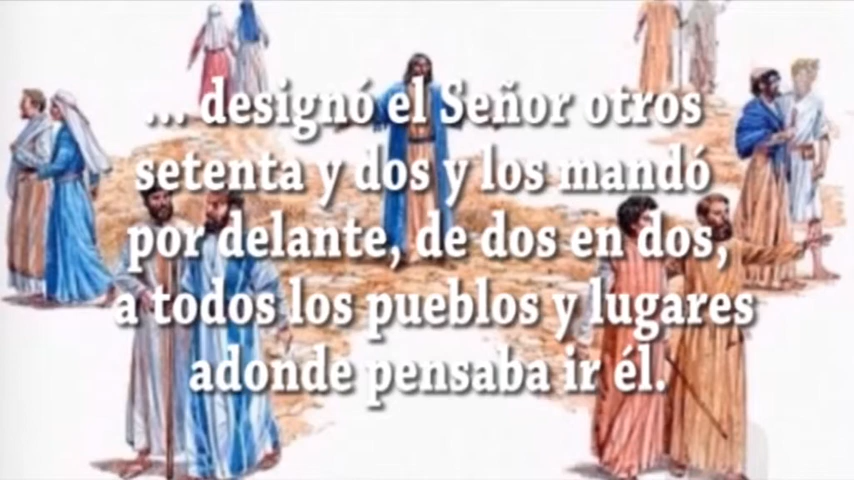 ... designó el Señor otros
setenta y dos y los mandó
por delante, de dos en dos,
a todos los pueblos y lugares
adonde pensaba ir él.